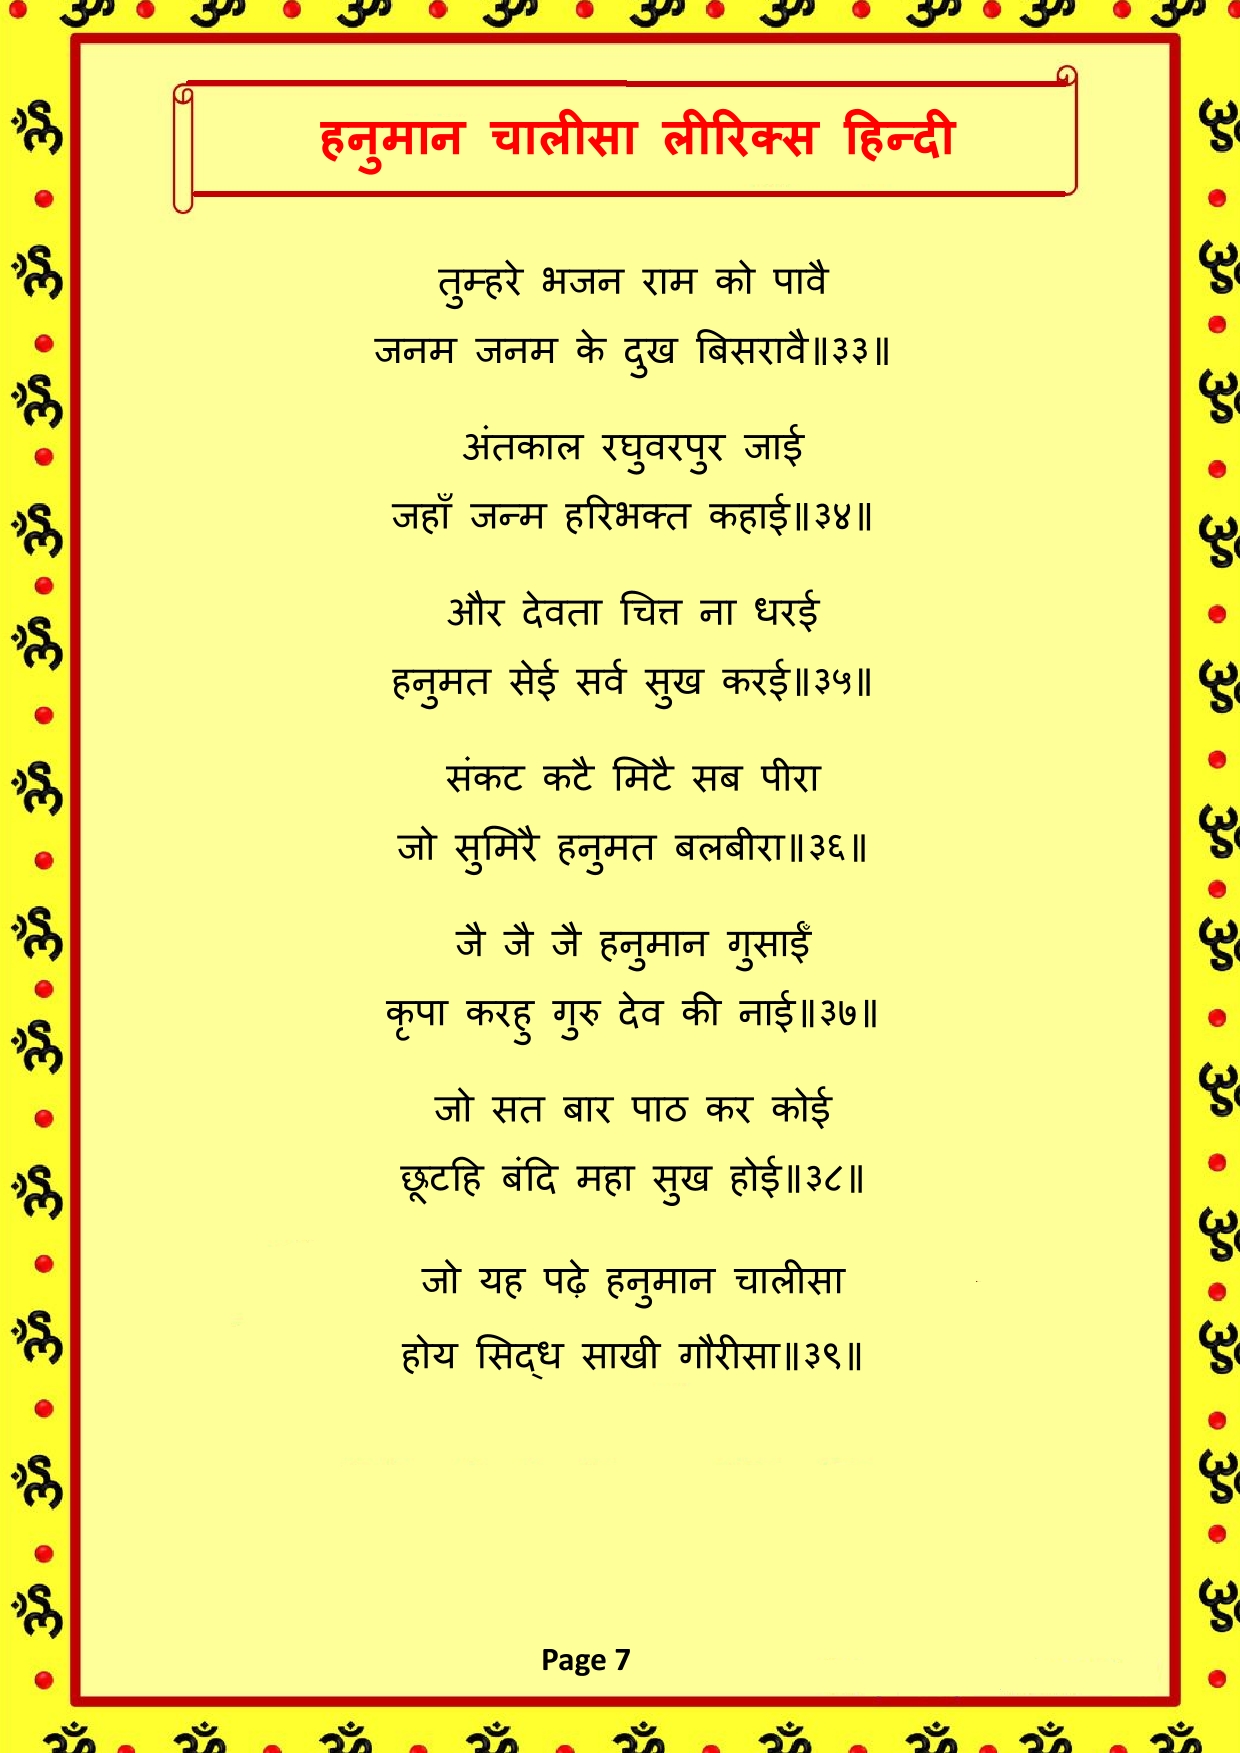 हनुमान चालीसा लीरिक्स हिन्दी
तुम्हरे भजन राम को पावै
जनम जनम के दुख बिसरावै॥३३॥
अंतकाल रघुवरपुर जाई
जहाँ जन्म हरिभक्त कहाई॥३४॥
और देवता चित्त ना धरई
हनुमत सेई सर्व सुख करई॥३५॥
संकट कटै मिटै सब पीरा
जो सुमिरै हनुमत बलबीरा॥३६॥
जै जै जै हनुमान गुसाईँ
कृपा करहु गुरु देव की नाई॥३७॥
जो सत बार पाठ कर कोई
छूटहि बंदि महा सुख होई॥३८॥
जो यह पढ़े हनुमान चालीसा
होय सिद्ध साखी गौरीसा॥३९॥
Page 7